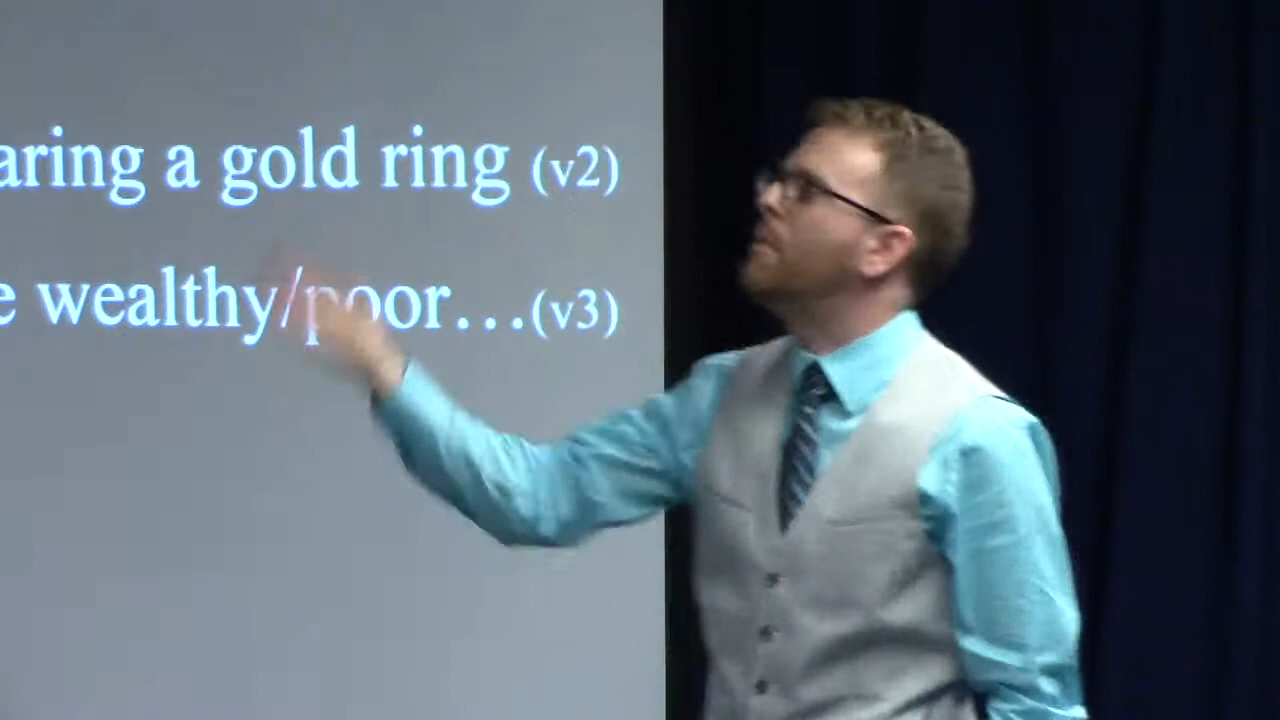 aring a gold ring (v2)
e wealthy/poor…(v3)